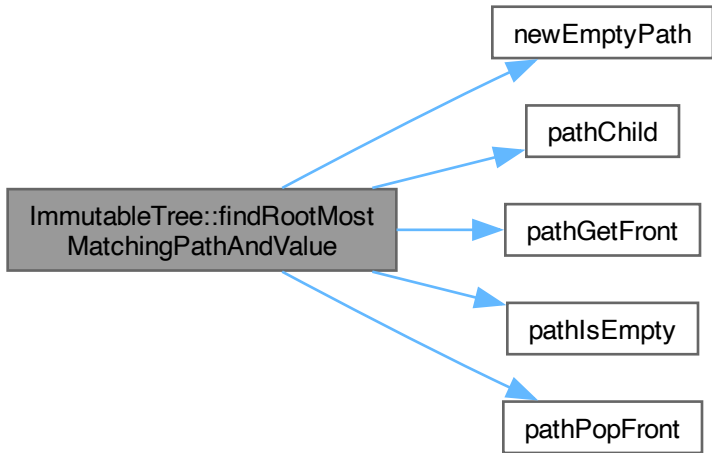 newEmptyPath
pathChild
ImmutableTree::findRootMost
MatchingPathAndValue
pathGetFront
pathIsEmpty
pathPopFront